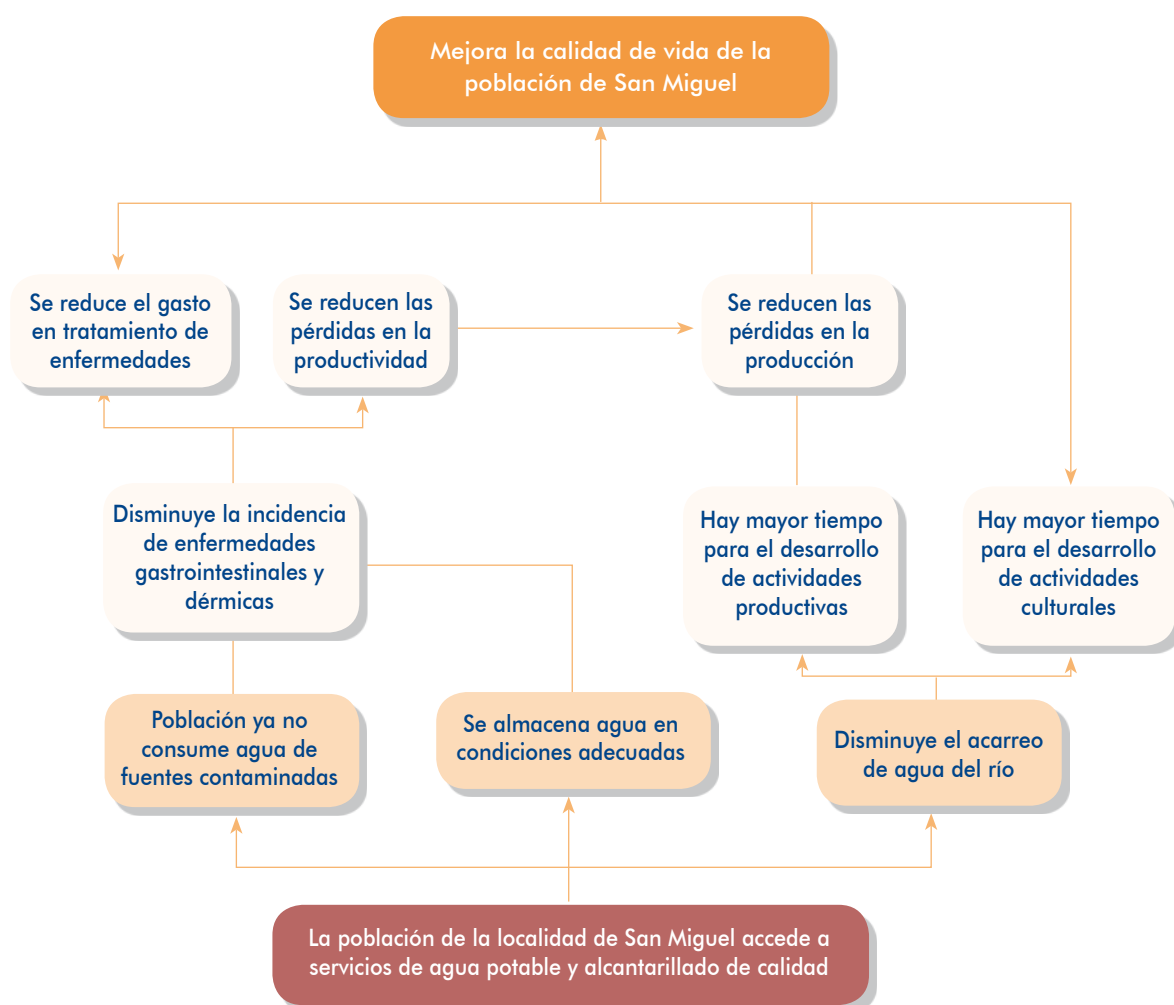 Mejora la calidad de vida de la
población de San Miguel
Se reduce el gasto
en tratamiento de
enfermedades
Se reducen las
pérdidas en la
productividad
Se reducen las
pérdidas en la
producción
Disminuye la incidencia
de enfermedades
gastrointestinales y
dérmicas
Hay mayor tiempo
para el desarrollo
de actividades
productivas
Hay mayor tiempo
para el desarrollo
de actividades
culturales
Población ya no
consume agua de
fuentes contaminadas
Se almacena agua en
condiciones adecuadas
Disminuye el acarreo
de agua del río
La población de la localidad de San Miguel accede a
servicios de agua potable y alcantarillado de calidad